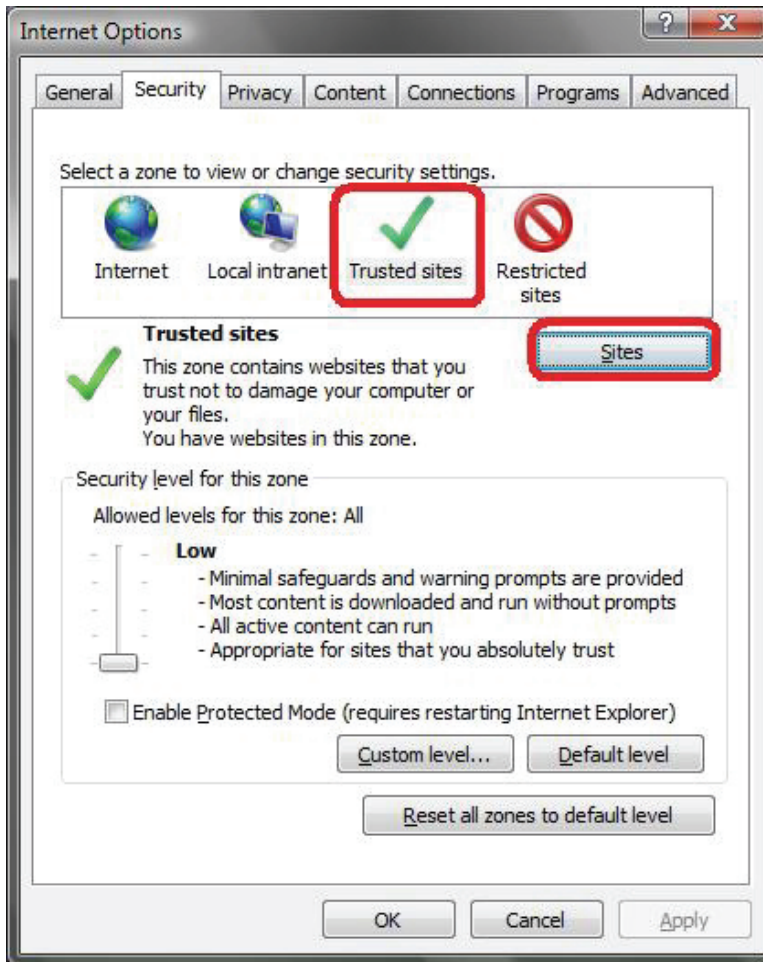 Internet Options
General Security Privacy Content Connections Programs Advanced
Select a zone to view or change security settings.
Internet Local intranet Trusted sites Restricted sites
Trusted sites
Sites
This zone contains websites that you
trust not to damage your computer or
your files.
You have websites in this zone.
Security level for this zone
Allowed levels for this zone: All
Low
- Minimal safeguards and warning prompts are provided
- Most content is downloaded and run without prompts
- All active content can run
- Appropriate for sites that you absolutely trust
Enable Protected Mode (requires restarting Internet Explorer)
Custom level... Default level
Reset all zones to default level
OK Cancel Apply